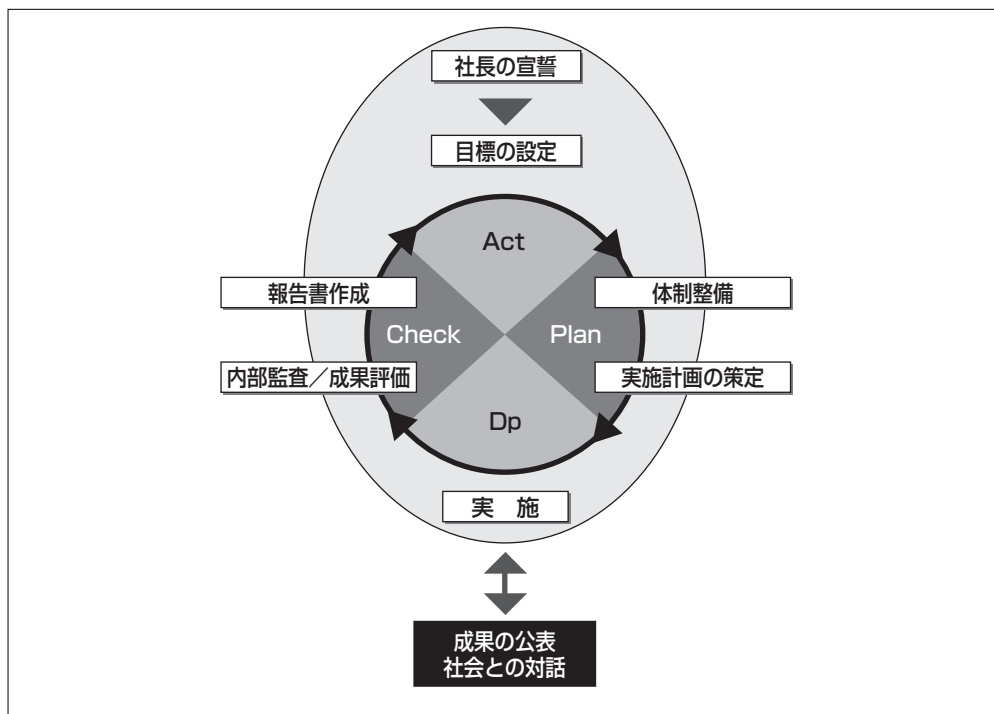 社長の宣誓
目標の設定
Act
報告書作成
体制整備
Check
Plan
内部監査／成果評価
実施計画の策定
Dp
実　施
成果の公表
社会との対話